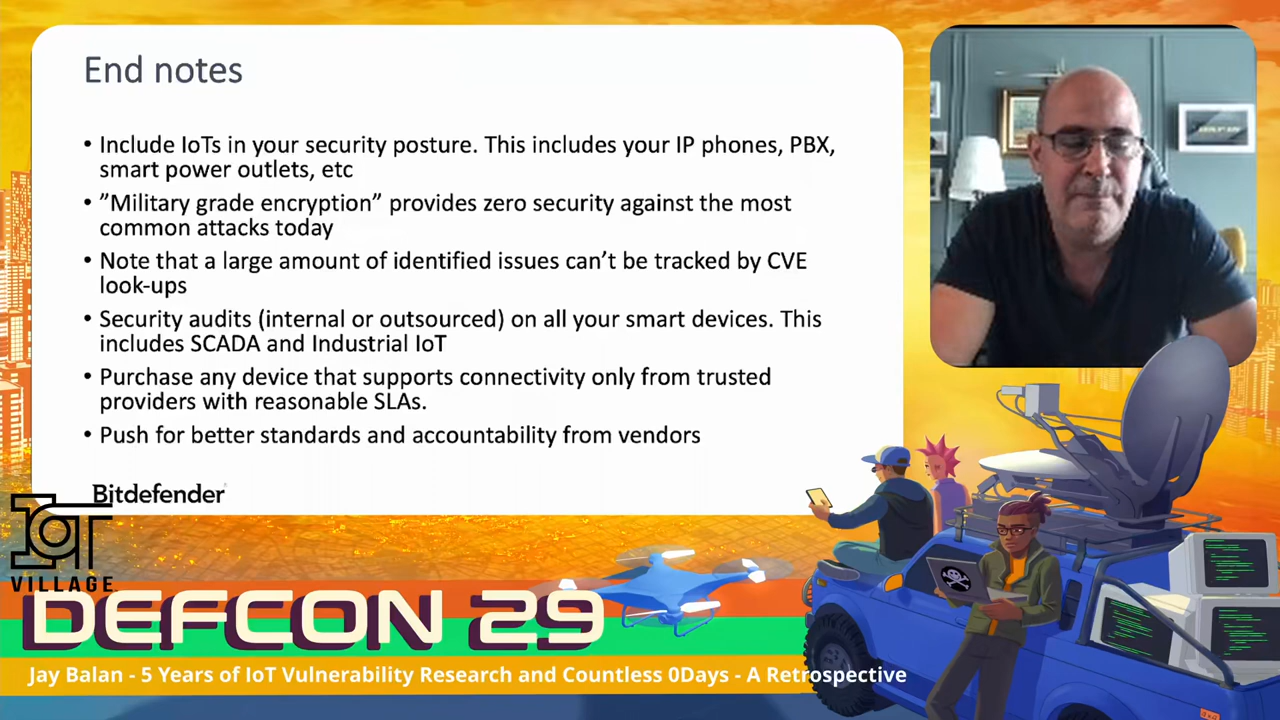 End notes
• Include IoTs in your security posture. This includes your IP phones, PBX,
smart power outlets, etc
• ”Military grade encryption” provides zero security against the most
common attacks today
• Note that a large amount of identified issues can’t be tracked by CVE
look-ups
• Security audits (internal or outsourced) on all your smart devices. This
includes SCADA and Industrial IoT
• Purchase any device that supports connectivity only from trusted
providers with reasonable SLAs.
• Push for better standards and accountability from vendors
Bitdefender
IoT
VILLAGE
DEFCON 29
Jay Balan - 5 Years of IoT Vulnerability Research and Countless 0Days - A Retrospective